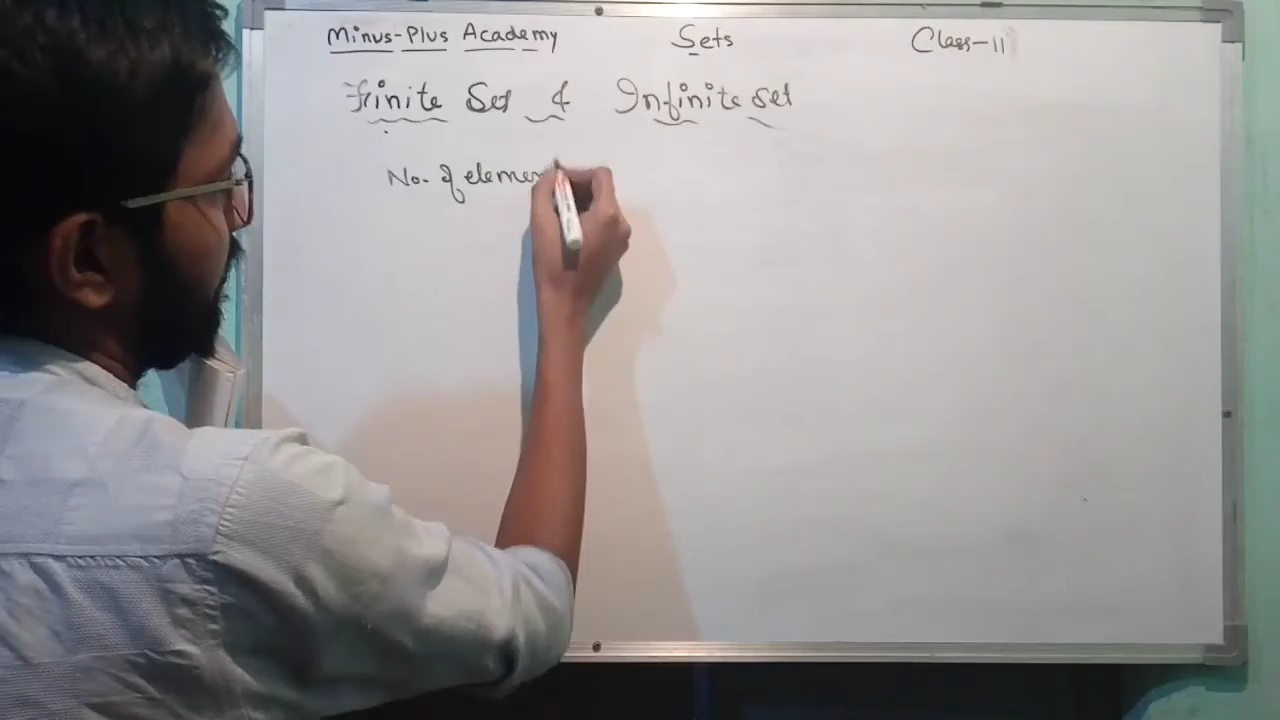 Minus-Plus Academy Sets Class-11
Finite Set & Infinite set
No. of elemen